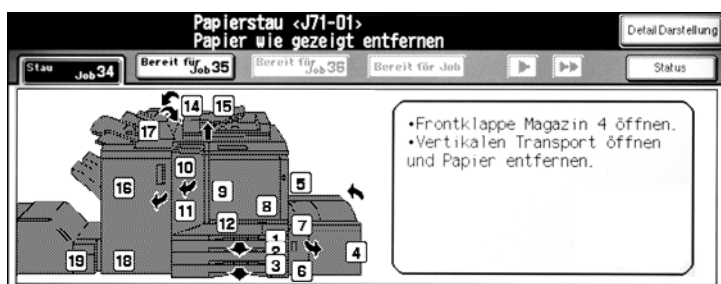 Papierstau <J71-01>
Papier wie gezeigt entfernen
Detail Darstellung
Stau Job 34
Bereit für Job 35
Bereit für Job 36
Bereit für Job
Status
14 15
17
10
16 9 5
11 8
12 7
1
2
3 4
19 18 6
•Frontklappe Magazin 4 öffnen.
•Vertikalen Transport öffnen
und Papier entfernen.